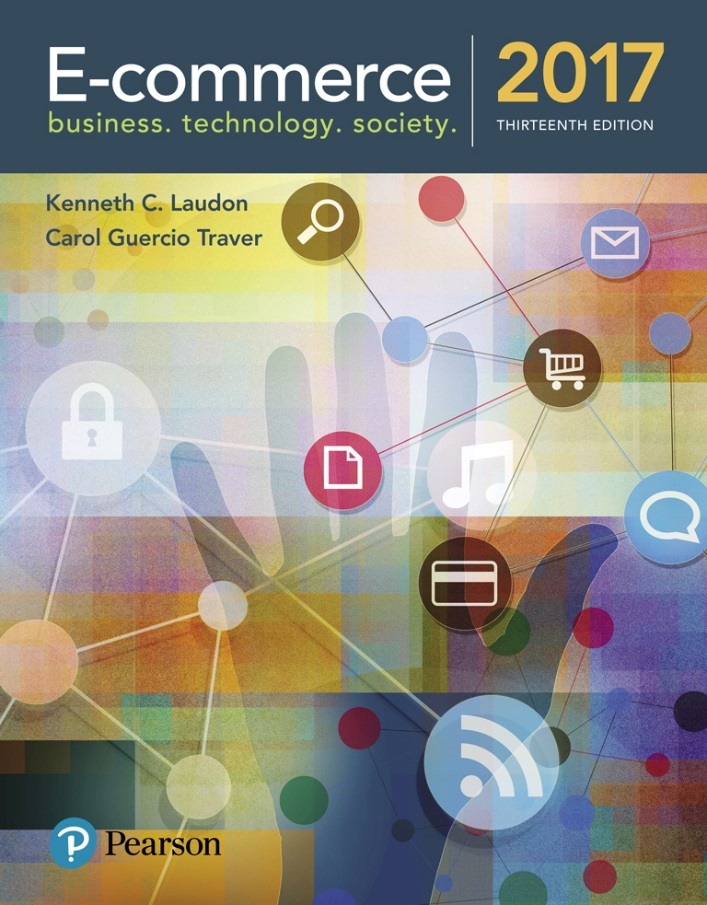 E-commerce
business. technology. society.
2017
THIRTEENTH EDITION
Kenneth C. Laudon
Carol Guercio Traver
Pearson